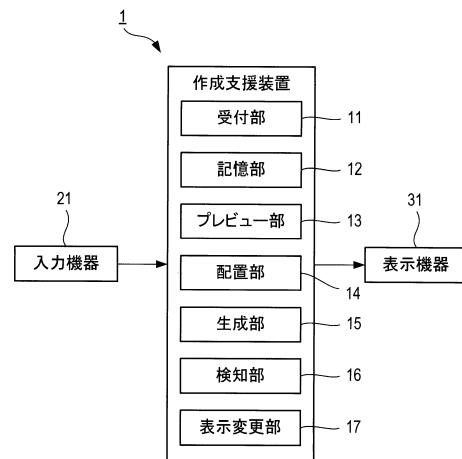 1
作成支援装置
受付部 11
記憶部 12
21
プレビュー部 13
31
入力機器
配置部 14
表示機器
生成部 15
検知部 16
表示変更部 17